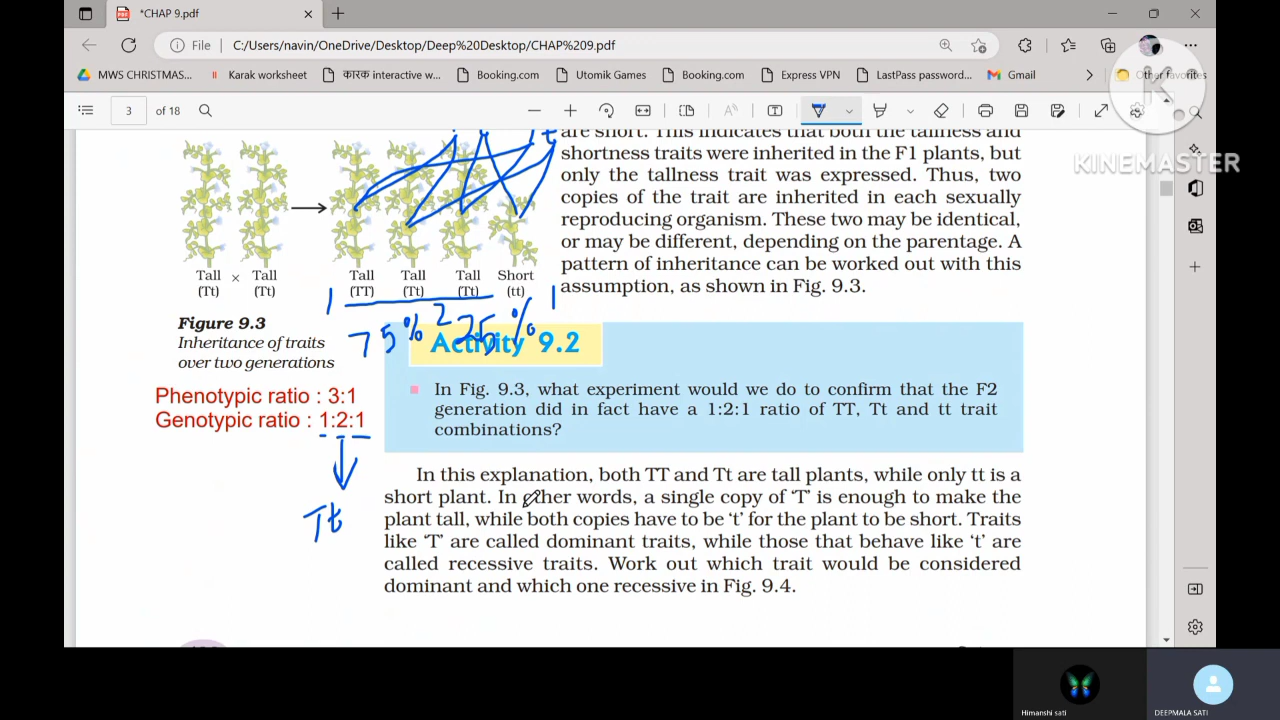 *CHAP 9.pdf
File
C:/Users/navin/OneDrive/Desktop/Deep%20Desktop/CHAP%209.pdf
MWS CHRISTMAS...
Karak worksheet
कारक interactive w...
Booking.com
Utomik Games
Booking.com
Express VPN
LastPass password...
Gmail
Other favorites
3 of 18
K
KINEMASTER
t
are short. This indicates that both the tallness and
shortness traits were inherited in the F1 plants, but
only the tallness trait was expressed. Thus, two
copies of the trait are inherited in each sexually
reproducing organism. These two may be identical,
or may be different, depending on the parentage. A
pattern of inheritance can be worked out with this
assumption, as shown in Fig. 9.3.
Tall × Tall Tall Tall Tall Short
(Tt) (Tt) (TT) (Tt) (Tt) (tt)
1 2 1
75% 25%
Figure 9.3
Inheritance of traits
over two generations
Phenotypic ratio : 3:1
Genotypic ratio : 1:2:1
Tt
Activity 9.2
In Fig. 9.3, what experiment would we do to confirm that the F2
generation did in fact have a 1:2:1 ratio of TT, Tt and tt trait
combinations?
In this explanation, both TT and Tt are tall plants, while only tt is a
short plant. In other words, a single copy of ‘T’ is enough to make the
plant tall, while both copies have to be ‘t’ for the plant to be short. Traits
like ‘T’ are called dominant traits, while those that behave like ‘t’ are
called recessive traits. Work out which trait would be considered
dominant and which one recessive in Fig. 9.4.
Himanshi sati
DEEPMALA SATI